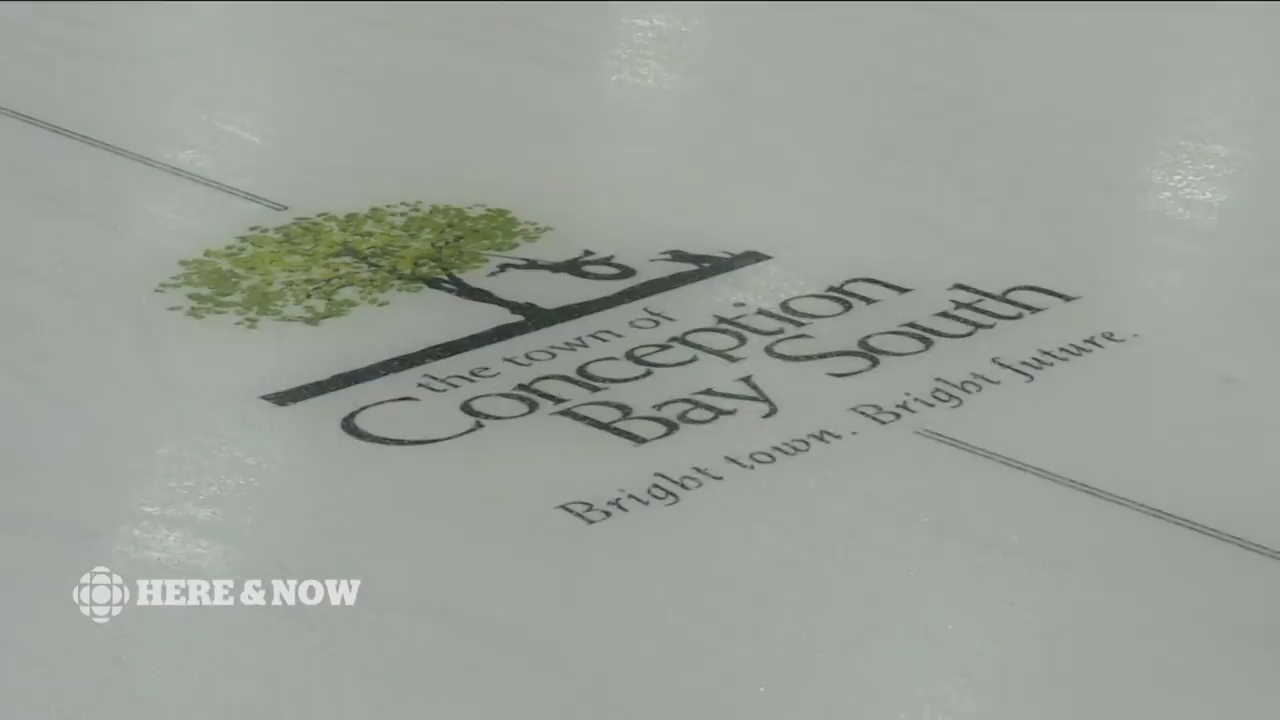 the town of
Conception
Bay South
Bright town. Bright future.
HERE & NOW